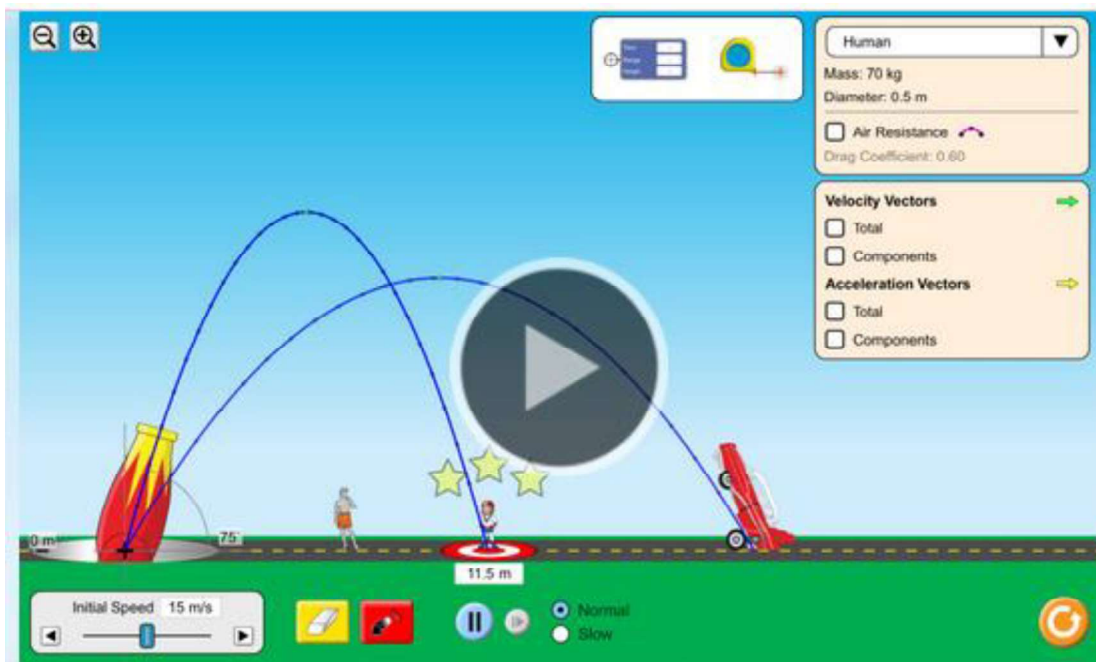 Human
Mass: 70 kg
Diameter: 0.5 m
Air Resistance
Drag Coefficient: 0.60
Velocity Vectors
Total
Components
Acceleration Vectors
Total
Components
0 m
75°
11.5 m
Initial Speed 15 m/s
Normal
Slow